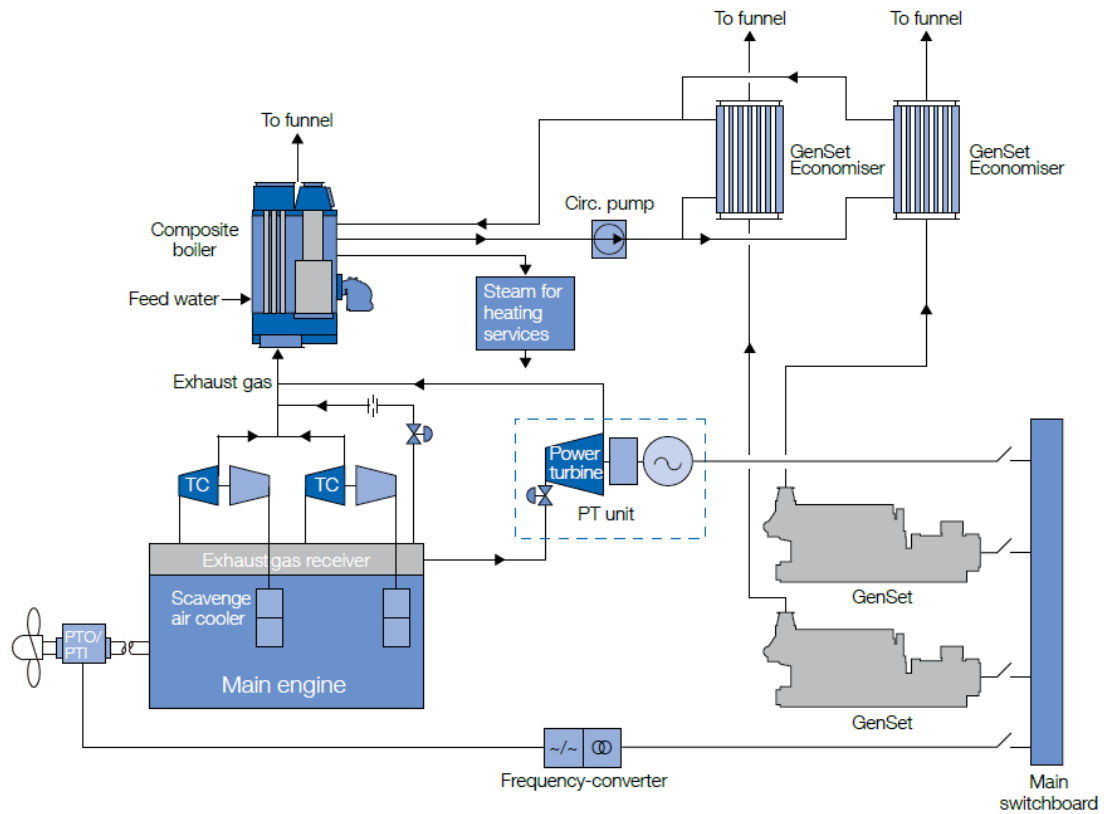 To funnel
To funnel
To funnel
GenSet
Economiser
GenSet
Economiser
Circ. pump
Composite
boiler
Feed water
Steam for
heating
services
Exhaust gas
Power
turbine
TC
TC
PT unit
Exhaust gas receiver
Scavenge
air cooler
GenSet
PTO/
PTI
Main engine
GenSet
~/~
Frequency-converter
Main
switchboard